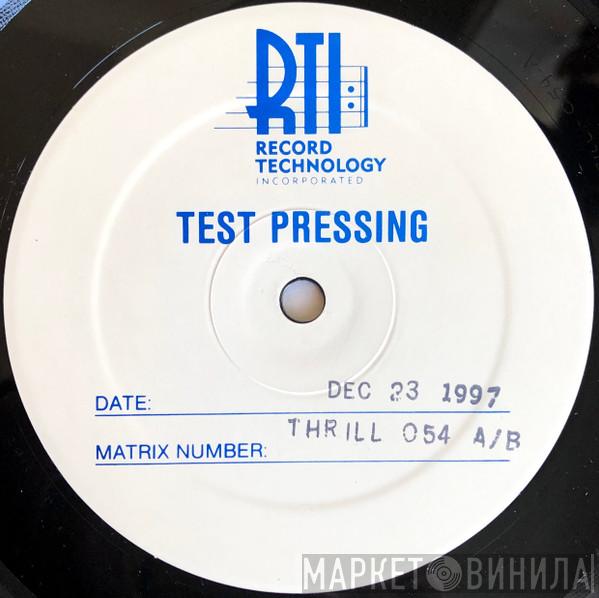 RTI
RECORD
TECHNOLOGY
INCORPORATED
TEST PRESSING
DATE: DEC 23 1997
MATRIX NUMBER: THRILL 054 A/B
МАРКЕТ ВИНИЛА